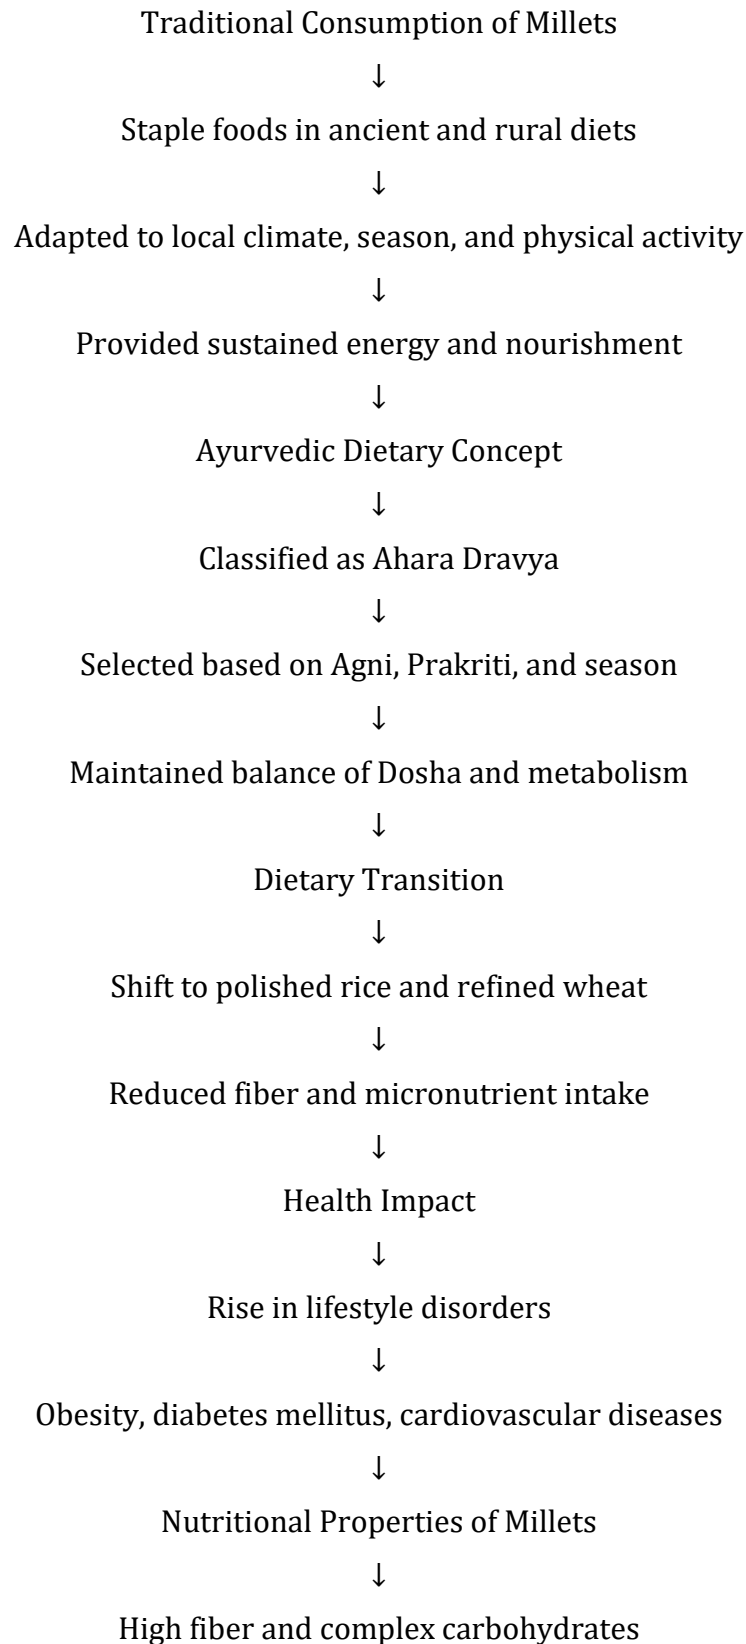 Traditional Consumption of Millets
↓
Staple foods in ancient and rural diets
↓
Adapted to local climate, season, and physical activity
↓
Provided sustained energy and nourishment
↓
Ayurvedic Dietary Concept
↓
Classified as Ahara Dravya
↓
Selected based on Agni, Prakriti, and season
↓
Maintained balance of Dosha and metabolism
↓
Dietary Transition
↓
Shift to polished rice and refined wheat
↓
Reduced fiber and micronutrient intake
↓
Health Impact
↓
Rise in lifestyle disorders
↓
Obesity, diabetes mellitus, cardiovascular diseases
↓
Nutritional Properties of Millets
↓
High fiber and complex carbohydrates